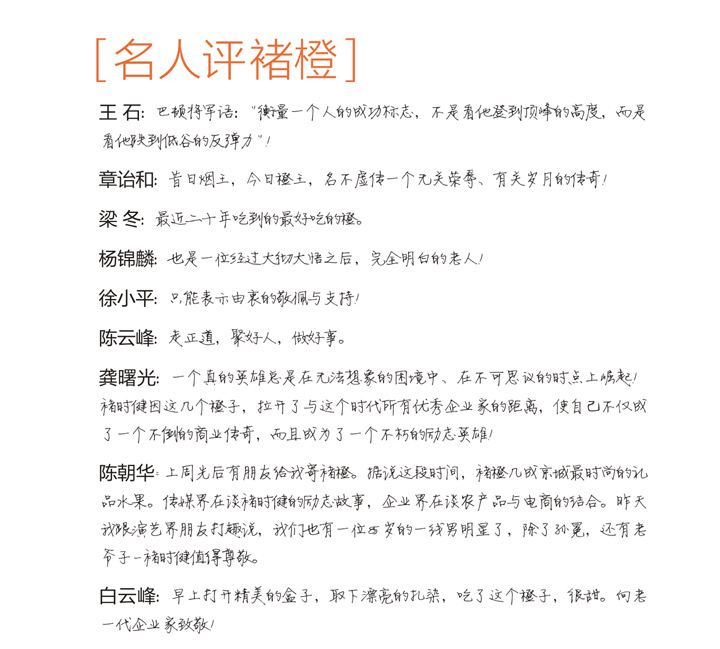 [名人评褚橙]
王 石：巴顿将军语：“衡量一个人的成功标志，不是看他登到顶峰的高度，而是
看他跌到低谷的反弹力”！
章诒和：昔日烟王，今日橙王，名不虚传一个无关荣辱、有关岁月的传奇！
梁 冬：最近二十年吃到的最好吃的橙。
杨锦麟：也是一位经过大彻大悟之后，完全明白的老人！
徐小平：只能表示由衷的敬佩与支持！
陈云峰：走正道，聚好人，做好事。
龚曙光：一个真的英雄总是在无法想象的困境中、在不可思议的时点上崛起！
褚时健因这几个橙子，拉开了与这个时代所有优秀企业家的距离，使自己不仅成
了一个不倒的商业传奇，而且成为了一个不朽的励志英雄！
陈朝华：上周先后有朋友给我寄褚橙。据说这段时间，褚橙几成京城最时尚的礼
品水果。传媒界在谈褚时健的励志故事，企业界在谈农产品与电商的结合。昨天
我跟演艺界朋友打趣说，我们也有一位85岁的一线男明星了，除了孙冕，还有老
爷子-褚时健值得尊敬。
白云峰：早上打开精美的盒子，取下漂亮的扎染，吃了这个橙子，很甜。向老
一代企业家致敬！